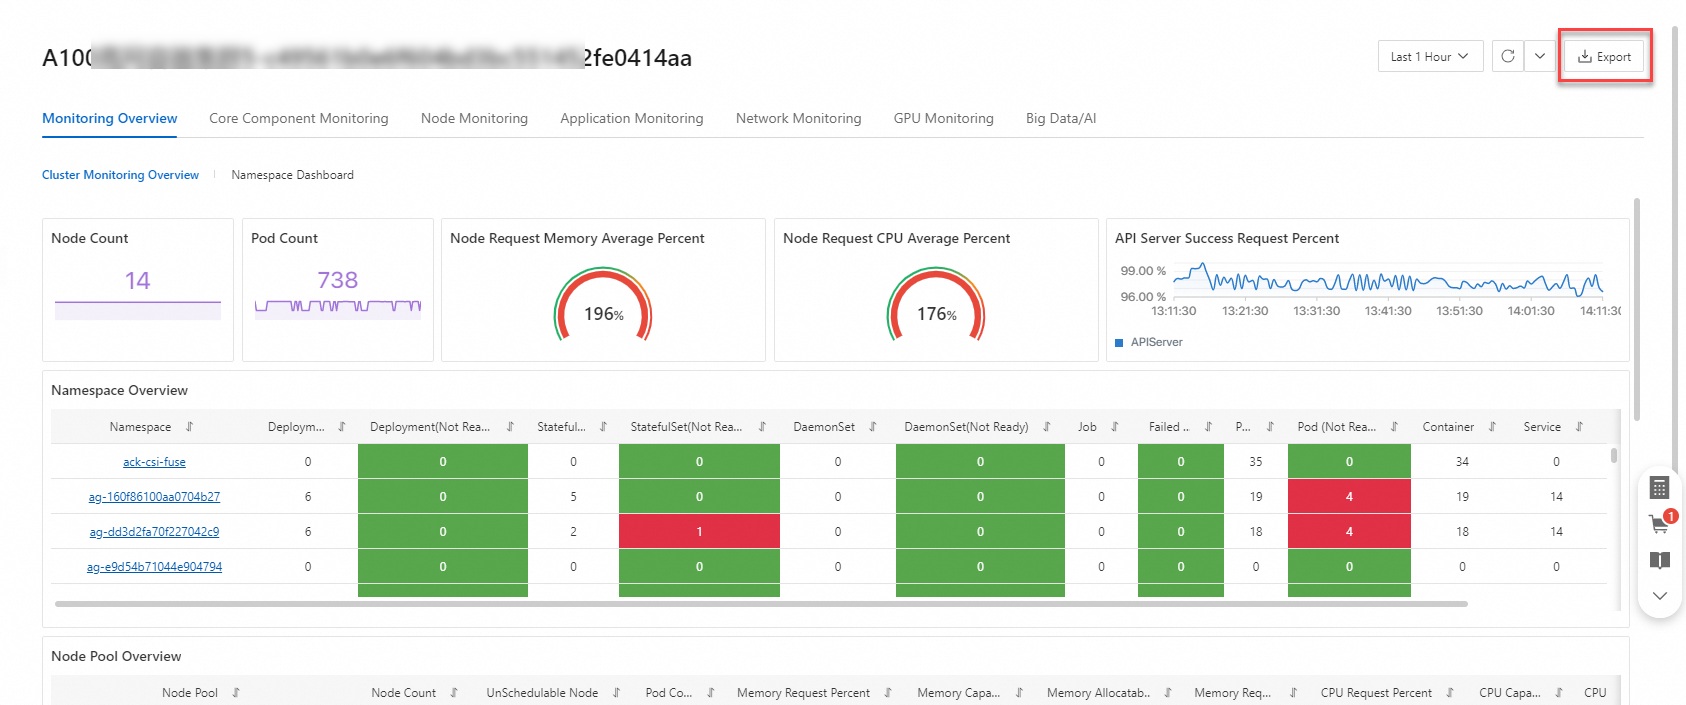 A100 2fe0414aa
Last 1 Hour
Export
Monitoring Overview Core Component Monitoring Node Monitoring Application Monitoring Network Monitoring GPU Monitoring Big Data/AI
Cluster Monitoring Overview Namespace Dashboard
Node Count
14
Pod Count
738
Node Request Memory Average Percent
196%
Node Request CPU Average Percent
176%
API Server Success Request Percent
99.00 %
96.00 %
13:11:30 13:21:30 13:31:30 13:41:30 13:51:30 14:01:30 14:11:30
APIServer
Namespace Overview
Namespace Deploym... Deployment(Not Rea... Stateful... StatefulSet(Not Rea... DaemonSet DaemonSet(Not Ready) Job Failed .. P... Pod (Not Rea... Container Service
ack-csi-fuse 0 0 0 0 0 0 0 0 35 0 34 0
ag-160f86100aa0704b27 6 0 5 0 0 0 0 0 19 4 19 14
ag-dd3d2fa70f227042c9 6 0 2 1 0 0 0 0 18 4 18 14
ag-e9d54b71044e904794 0 0 0 0 0 0 0 0 0 0 0 0
1
Node Pool Overview
Node Pool Node Count UnSchedulable Node Pod Co... Memory Request Percent Memory Capa... Memory Allocatab.. Memory Req... CPU Request Percent CPU Capa... CPU